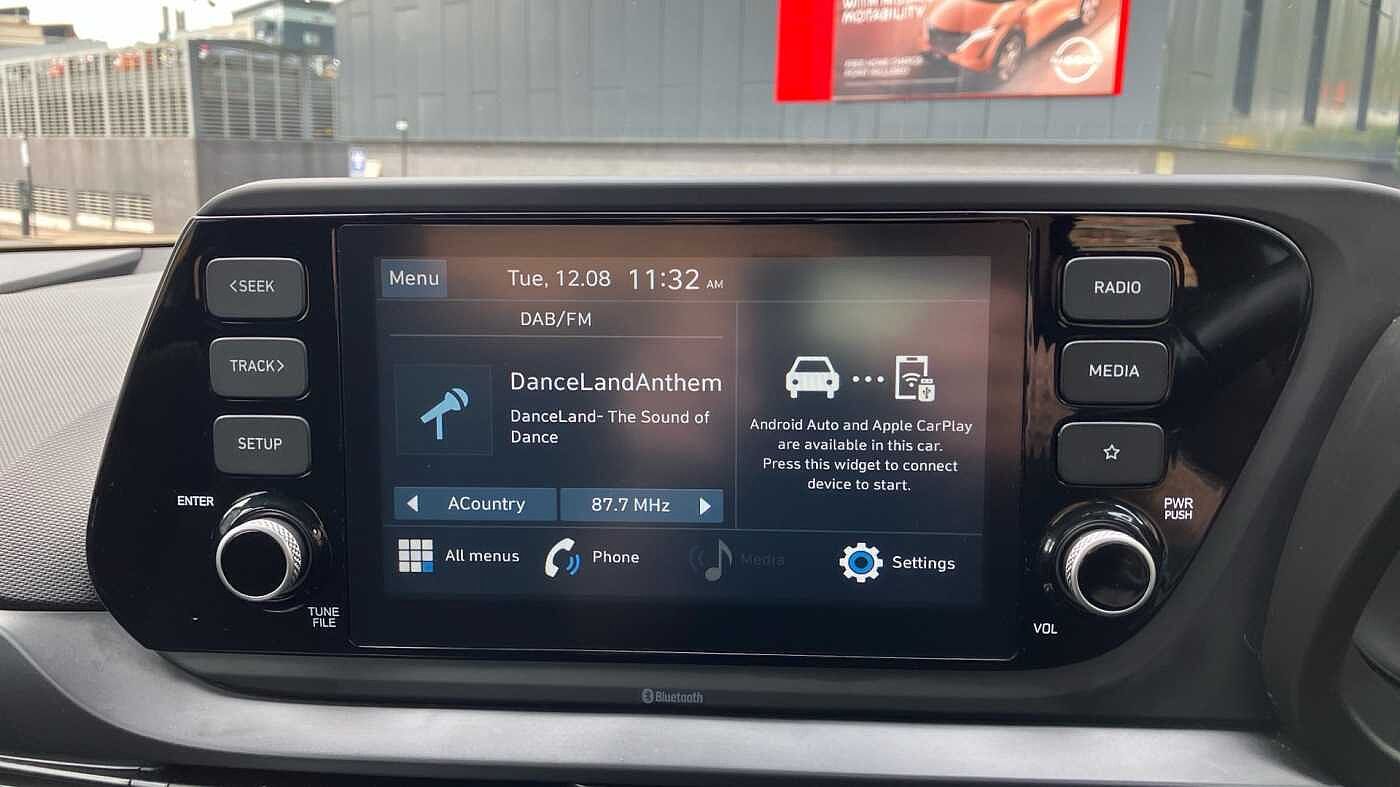 MOTABILITY
<SEEK
TRACK>
SETUP
ENTER
TUNE
FILE
Menu
Tue, 12.08 11:32 AM
DAB/FM
DanceLandAnthem
DanceLand- The Sound of
Dance
ACountry
87.7 MHz
Android Auto and Apple CarPlay
are available in this car.
Press this widget to connect
device to start.
All menus
Phone
Media
Settings
RADIO
MEDIA
PWR
PUSH
VOL
Bluetooth